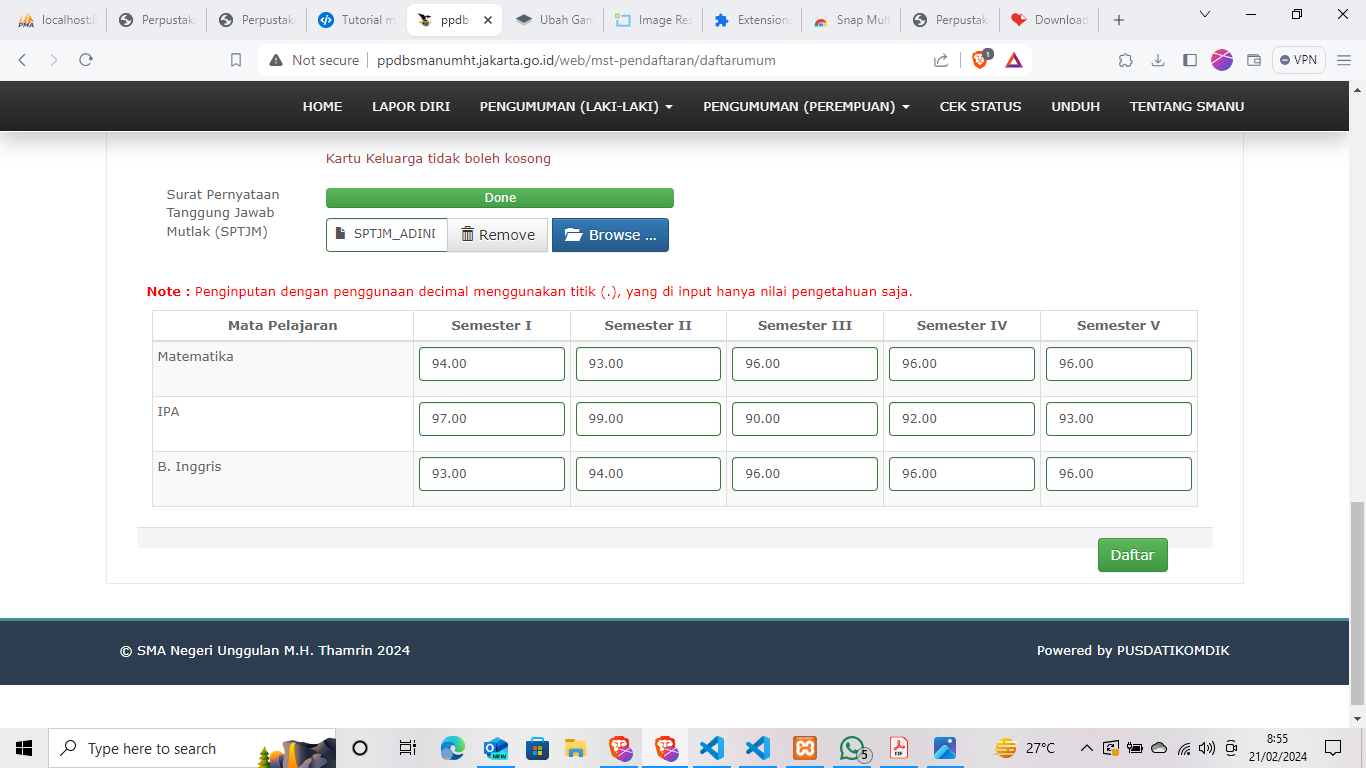 localhost:8
Perpustaka
Perpustaka
Tutorial m
ppdbs
Ubah Gam
Image Res
Extensions
Snap Mult
Perpustaka
Download
Not secure
ppdbsmanumht.jakarta.go.id/web/mst-pendaftaran/daftarumum
1
VPN
HOME LAPOR DIRI PENGUMUMAN (LAKI-LAKI) PENGUMUMAN (PEREMPUAN) CEK STATUS UNDUH TENTANG SMANU
Kartu Keluarga tidak boleh kosong
Surat Pernyataan
Tanggung Jawab
Mutlak (SPTJM)
Done
SPTJM_ADIND Remove Browse ...
Note : Penginputan dengan penggunaan decimal menggunakan titik (.), yang di input hanya nilai pengetahuan saja.
Mata Pelajaran Semester I Semester II Semester III Semester IV Semester V
Matematika 94.00 93.00 96.00 96.00 96.00
IPA 97.00 99.00 90.00 92.00 93.00
B. Inggris 93.00 94.00 96.00 96.00 96.00
Daftar
© SMA Negeri Unggulan M.H. Thamrin 2024 Powered by PUSDATIKOMDIK
Type here to search
NEW
5
27°C
8:55
21/02/2024